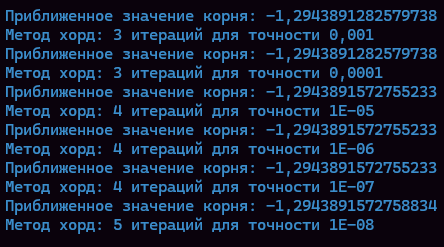 Приближенное значение корня: -1,2943891282579738
Метод хорд: 3 итераций для точности 0,001
Приближенное значение корня: -1,2943891282579738
Метод хорд: 3 итераций для точности 0,0001
Приближенное значение корня: -1,2943891572755233
Метод хорд: 4 итераций для точности 1E-05
Приближенное значение корня: -1,2943891572755233
Метод хорд: 4 итераций для точности 1E-06
Приближенное значение корня: -1,2943891572755233
Метод хорд: 4 итераций для точности 1E-07
Приближенное значение корня: -1,2943891572758834
Метод хорд: 5 итераций для точности 1E-08